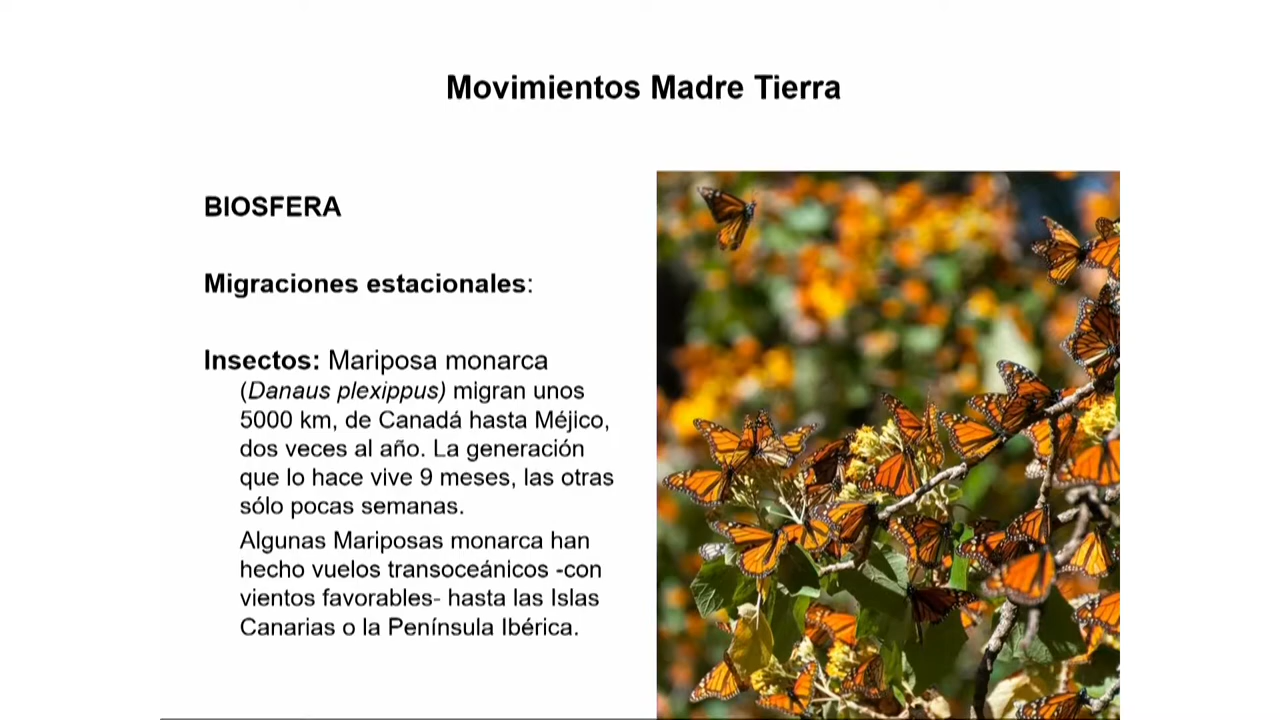 Movimientos Madre Tierra
BIOSFERA
Migraciones estacionales:
Insectos: Mariposa monarca
(Danaus plexippus) migran unos
5000 km, de Canadá hasta Méjico,
dos veces al año. La generación
que lo hace vive 9 meses, las otras
sólo pocas semanas.
Algunas Mariposas monarca han
hecho vuelos transoceánicos -con
vientos favorables- hasta las Islas
Canarias o la Península Ibérica.